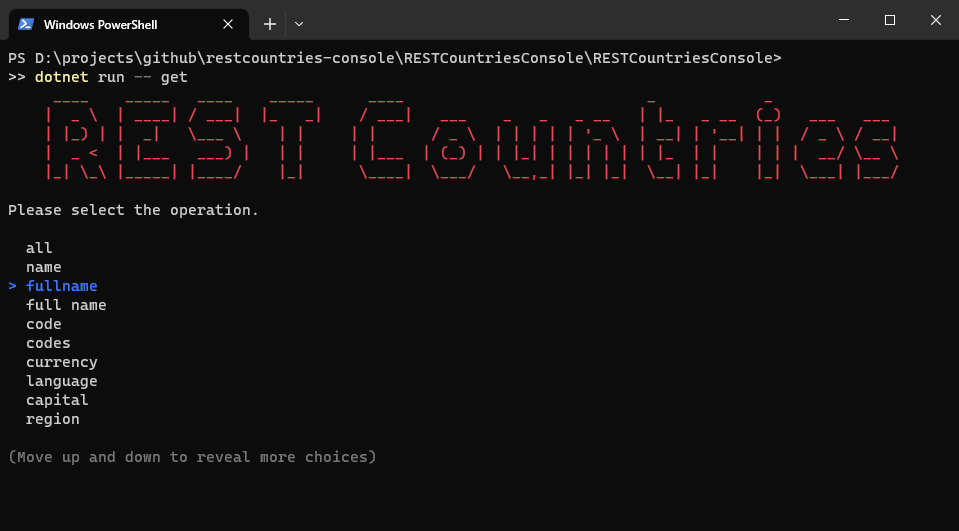 Windows PowerShell
PS D:\projects\github\restcountries-console\RESTCountriesConsole\RESTCountriesConsole>
>> dotnet run -- get
REST Countries
Please select the operation.
all
name
> fullname
full name
code
codes
currency
language
capital
region
(Move up and down to reveal more choices)